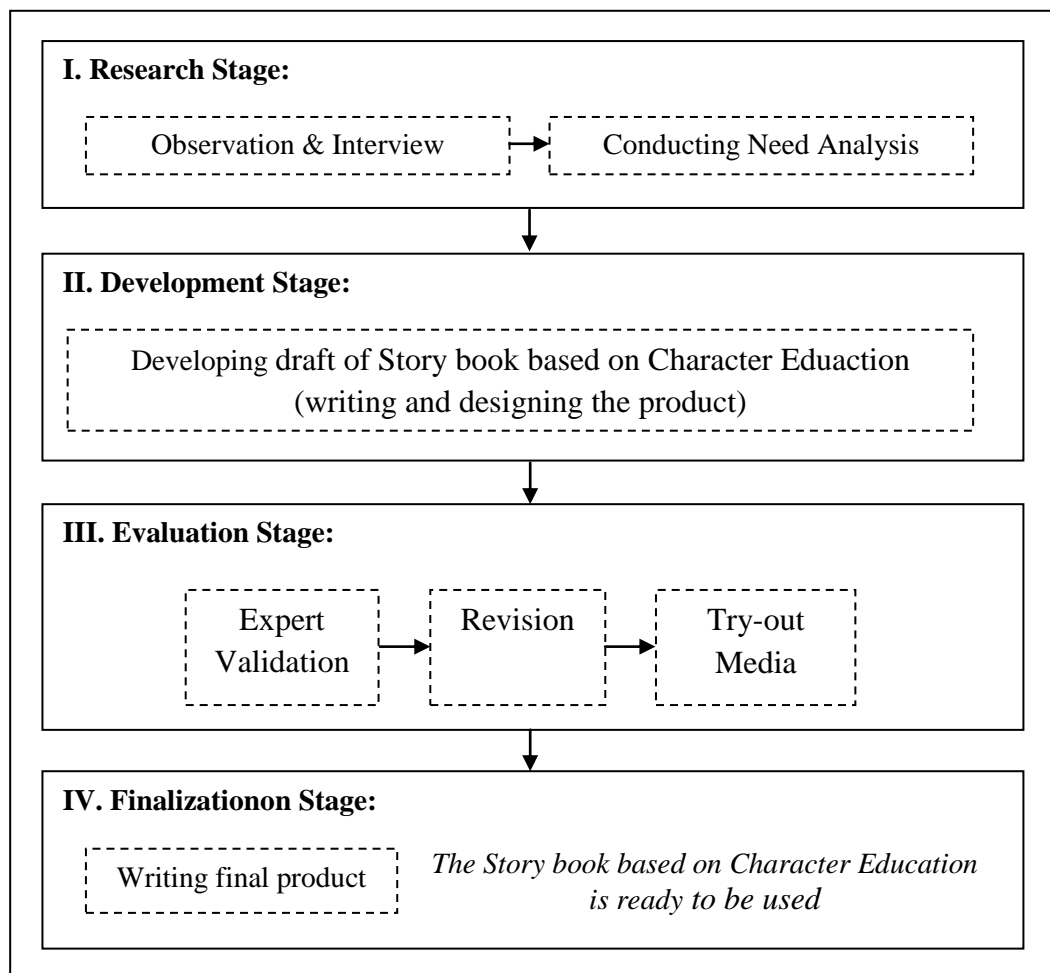 I. Research Stage:
Observation & Interview
Conducting Need Analysis
II. Development Stage:
Developing draft of Story book based on Character Eduaction
(writing and designing the product)
III. Evaluation Stage:
Expert
Validation
Revision
Try-out
Media
IV. Finalizationon Stage:
Writing final product
The Story book based on Character Education
is ready to be used